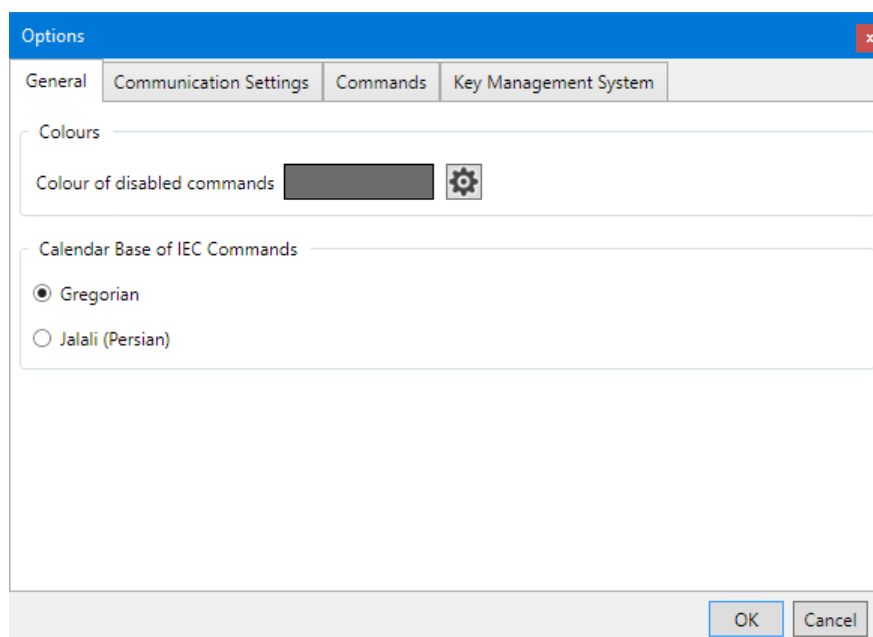 Options
General Communication Settings Commands Key Management System
Colours
Colour of disabled commands
Calendar Base of IEC Commands
Gregorian
Jalali (Persian)
OK Cancel